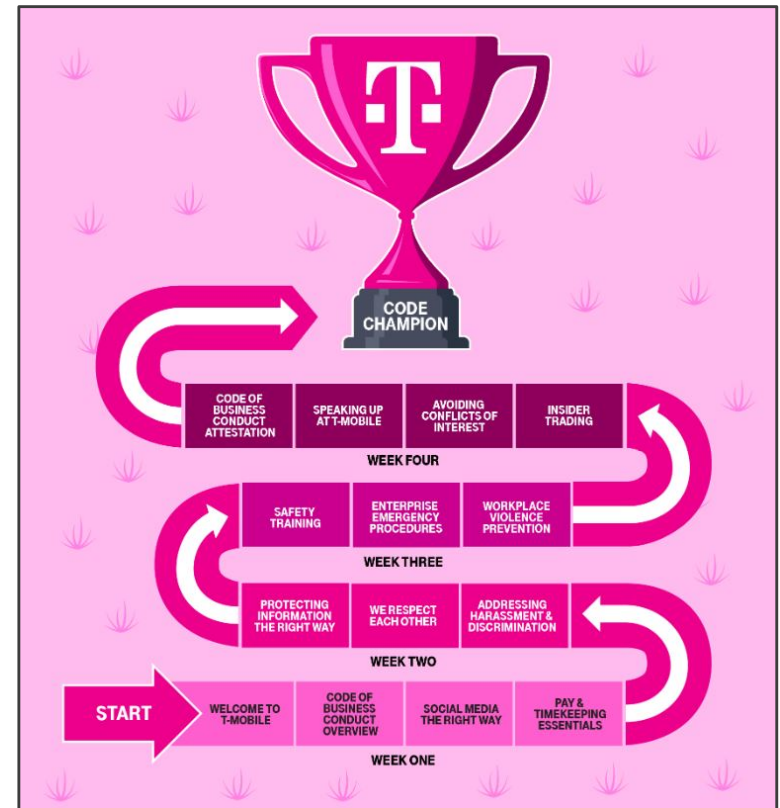 T
CODE
CHAMPION
CODE OF
BUSINESS
CONDUCT
ATTESTATION
SPEAKING UP
AT T-MOBILE
AVOIDING
CONFLICTS OF
INTEREST
INSIDER
TRADING
WEEK FOUR
SAFETY
TRAINING
ENTERPRISE
EMERGENCY
PROCEDURES
WORKPLACE
VIOLENCE
PREVENTION
WEEK THREE
PROTECTING
INFORMATION
THE RIGHT WAY
WE RESPECT
EACH OTHER
ADDRESSING
HARASSMENT &
DISCRIMINATION
WEEK TWO
START
WELCOME TO
T-MOBILE
CODE OF
BUSINESS
CONDUCT
OVERVIEW
SOCIAL MEDIA
THE RIGHT WAY
PAY &
TIMEKEEPING
ESSENTIALS
WEEK ONE